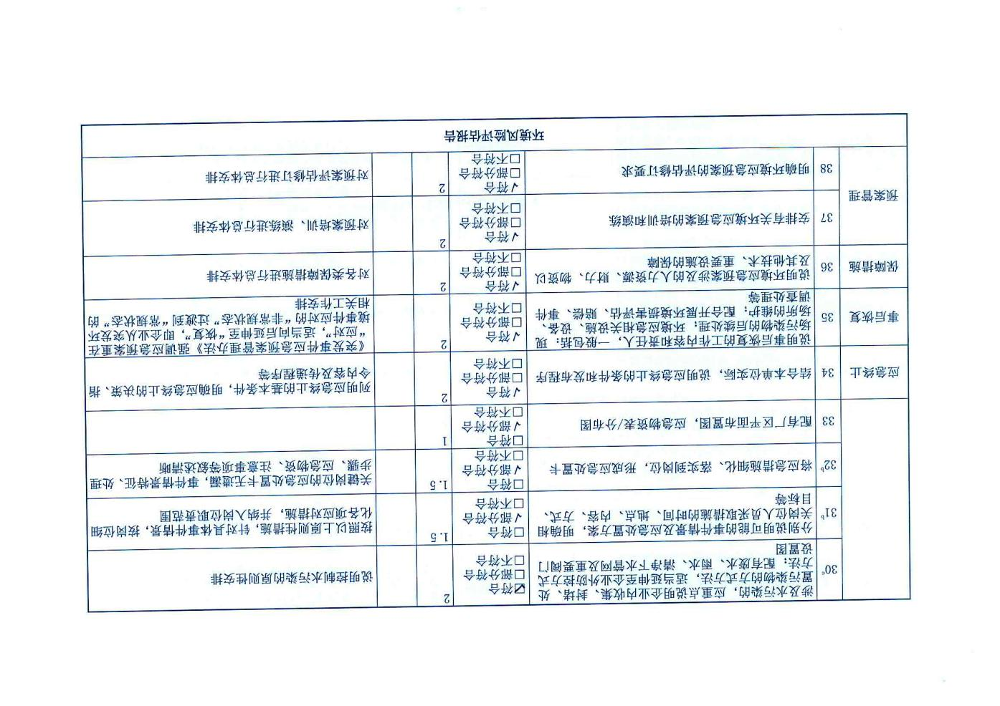 30ᵃ
涉及水污染的，应重点说明企业内收集、封堵、处
置污染物的方式方法，适当延伸至企业外防控方式
方法；配有废水、雨水、清净下水管网及重要阀门
设置图
☑符合
□部分符合
□不符合
2
说明控制水污染的原则性安排
31ᵇ
分别说明可能的事件情景及应急处置方案，明确相
关岗位人员采取措施的时间、地点、内容、方式、
目标等
□符合
√部分符合
□不符合
1.5
按照以上原则性措施，针对具体事件情景，按岗位细
化各项应对措施，并纳入岗位职责范围
32ᵇ
将应急措施细化、落实到岗位，形成应急处置卡
□符合
√部分符合
□不符合
1.5
关键岗位的应急处置卡无遗漏，事件情景特征、处理
步骤、应急物资、注意事项等叙述清晰
33
配有厂区平面布置图，应急物资表/分布图
□符合
√部分符合
□不符合
1
应急终止
34
结合本单位实际，说明应急终止的条件和发布程序
√符合
□部分符合
□不符合
2
列明应急终止的基本条件，明确应急终止的决策、指
令内容及传递程序等
事后恢复
35
说明事后恢复的工作内容和责任人，一般包括：现
场污染物的后续处理；环境应急相关设施、设备、
场所的维护；配合开展环境损害评估、赔偿、事件
调查处理等
√符合
□部分符合
□不符合
2
《突发事件应急预案管理办法》强调应急预案重在
“应对”，适当向后延伸至“恢复”，即企业从突发环
境事件应对的“非常规状态”过渡到“常规状态”的
相关工作安排
保障措施
36
说明环境应急预案涉及的人力资源、财力、物资以
及其他技术、重要设施的保障
√符合
□部分符合
□不符合
2
对各类保障措施进行总体安排
预案管理
37
安排有关环境应急预案的培训和演练
√符合
□部分符合
□不符合
2
对预案培训、演练进行总体安排
38
明确环境应急预案的评估修订要求
√符合
□部分符合
□不符合
2
对预案评估修订进行总体安排
环境风险评估报告